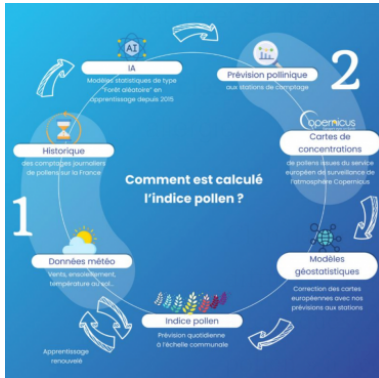 Comment est calculé
l'indice pollen ?
1
Historique
des comptages journaliers
de pollens sur la France
Données météo
Vents, ensoleillement,
température au sol...
AI
IA
Modèles statistiques de type
"Forêt aléatoire" en
apprentissage depuis 2015
2
Prévision pollinique
aux stations de comptage
opernicus
Cartes de
concentrations
de pollens issues du service
européen de surveillance de
l'atmosphère Copernicus
Modèles
géostatistiques
Correction des cartes
européennes avec nos
prévisions aux stations
Indice pollen
Prévision quotidienne
à l'échelle communale
Apprentissage
renouvelé